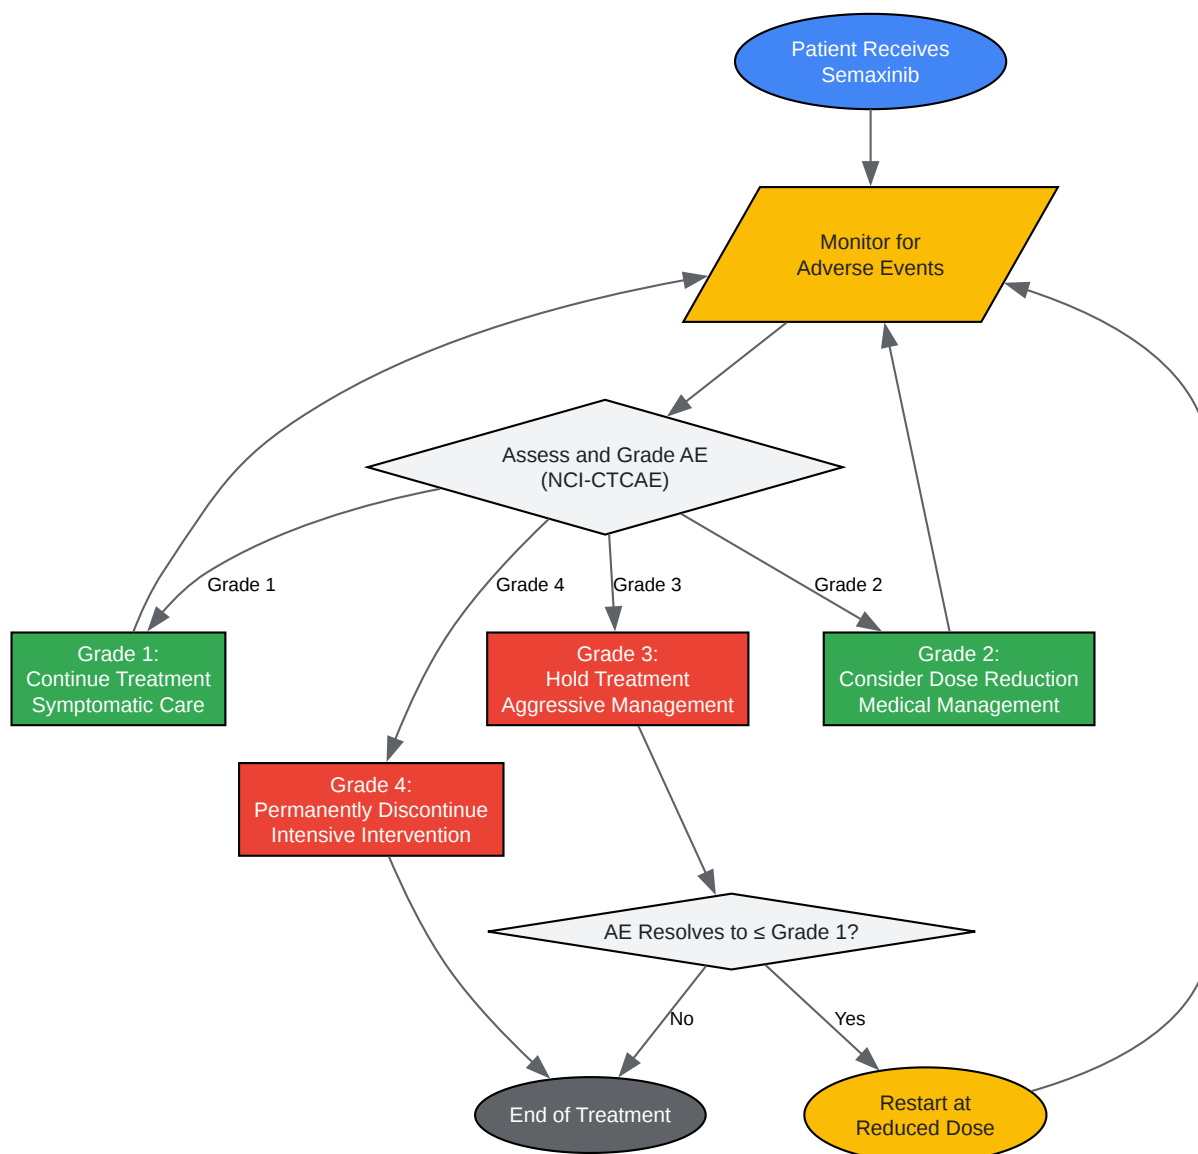 Patient Receives
Semaxinib
Monitor for
Adverse Events
Assess and Grade AE
(NCI-CTCAE)
Grade 1
Grade 4
Grade 3
Grade 2
Grade 1:
Continue Treatment
Symptomatic Care
Grade 3:
Hold Treatment
Aggressive Management
Grade 2:
Consider Dose Reduction
Medical Management
Grade 4:
Permanently Discontinue
Intensive Intervention
AE Resolves to ≤ Grade 1?
No
Yes
End of Treatment
Restart at
Reduced Dose